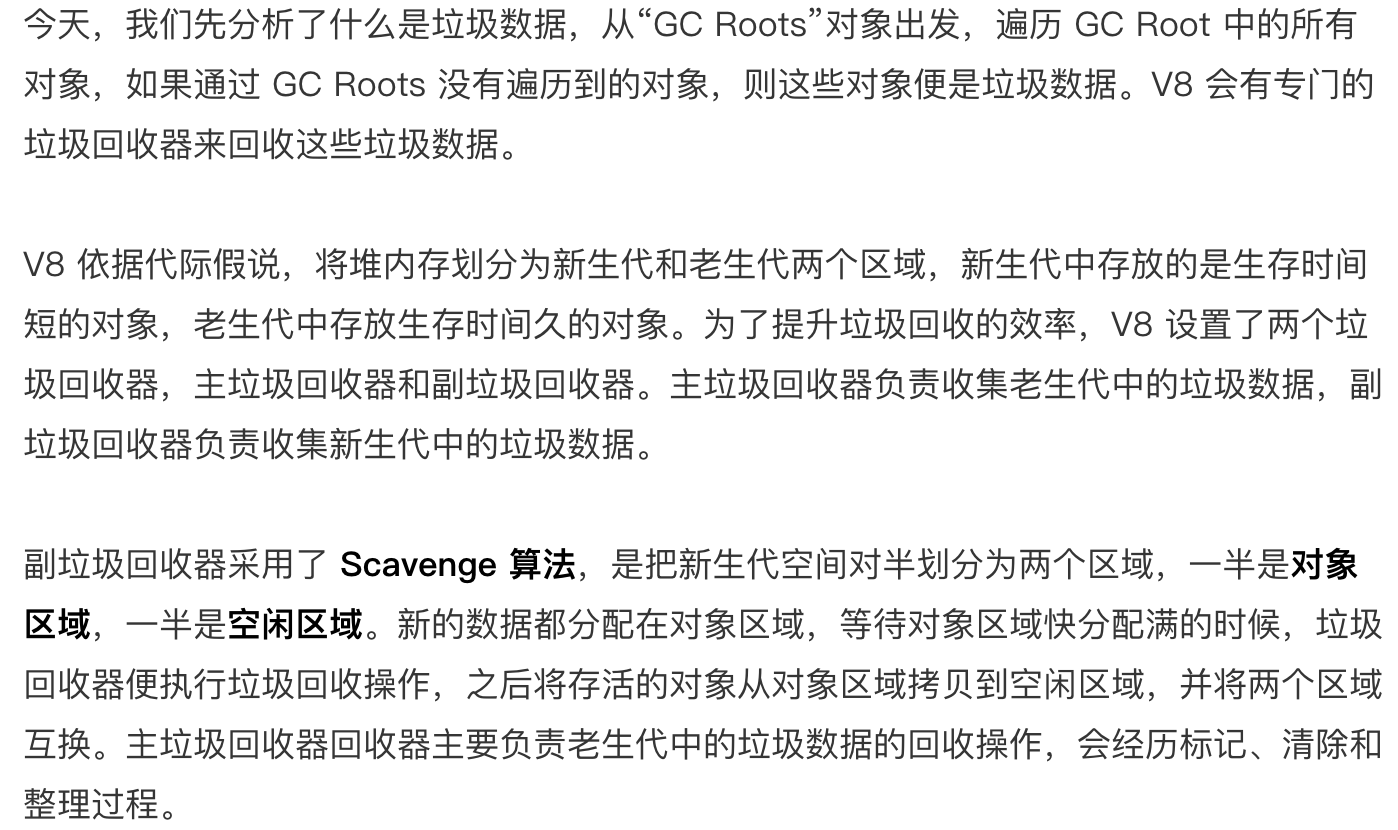 今天，我们先分析了什么是垃圾数据，从“GC Roots”对象出发，遍历 GC Root 中的所有
对象，如果通过 GC Roots 没有遍历到的对象，则这些对象便是垃圾数据。V8 会有专门的
垃圾回收器来回收这些垃圾数据。
V8 依据代际假说，将堆内存划分为新生代和老生代两个区域，新生代中存放的是生存时间
短的对象，老生代中存放生存时间久的对象。为了提升垃圾回收的效率，V8 设置了两个垃
圾回收器，主垃圾回收器和副垃圾回收器。主垃圾回收器负责收集老生代中的垃圾数据，副
垃圾回收器负责收集新生代中的垃圾数据。
副垃圾回收器采用了 Scavenge 算法，是把新生代空间对半划分为两个区域，一半是对象
区域，一半是空闲区域。新的数据都分配在对象区域，等待对象区域快分配满的时候，垃圾
回收器便执行垃圾回收操作，之后将存活的对象从对象区域拷贝到空闲区域，并将两个区域
互换。主垃圾回收器回收器主要负责老生代中的垃圾数据的回收操作，会经历标记、清除和
整理过程。